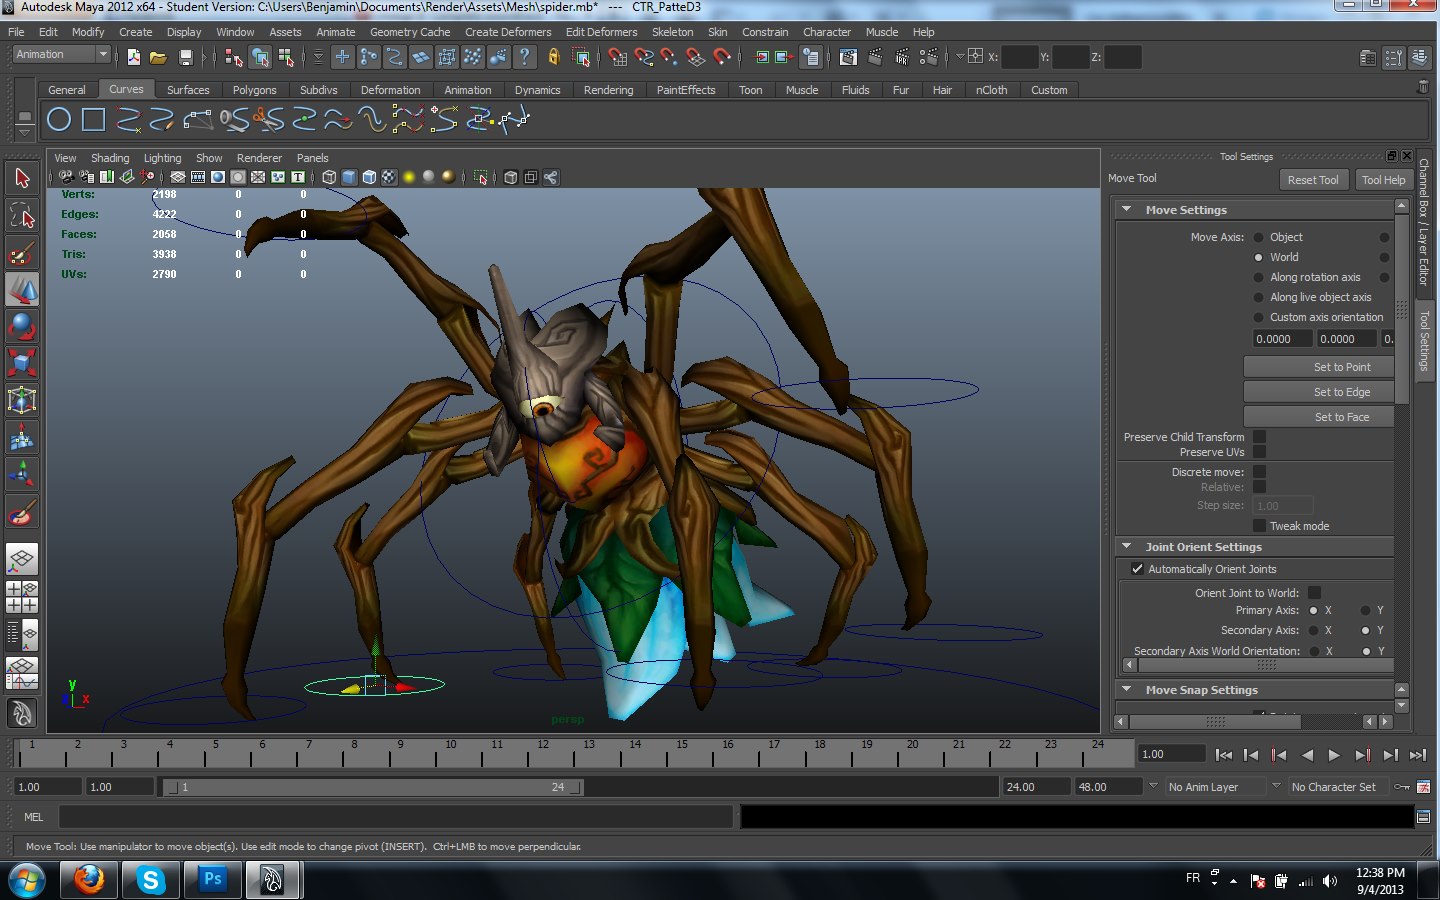 Autodesk Maya 2012 x64 - Student Version: C:\Users\Benjamin\Documents\Render\Assets\Mesh\spider.mb* --- CTR_PatteD3
File Edit Modify Create Display Window Assets Animate Geometry Cache Create Deformers Edit Deformers Skeleton Skin Constrain Character Muscle Help
Animation X: Y: Z:
General Curves Surfaces Polygons Subdivs Deformation Animation Dynamics Rendering PaintEffects Toon Muscle Fluids Fur Hair nCloth Custom
View Shading Lighting Show Renderer Panels
Verts: 2198 0 0
Edges: 4222 0 0
Faces: 2058 0 0
Tris: 3938 0 0
UVs: 2790 0 0
persp
y
z x
Tool Settings
Move Tool Reset Tool Tool Help
Move Settings
Move Axis: Object
World
Along rotation axis
Along live object axis
Custom axis orientation
0.0000 0.0000 0.
Set to Point
Set to Edge
Set to Face
Preserve Child Transform
Preserve UVs
Discrete move:
Relative:
Step size: 1.00
Tweak mode
Joint Orient Settings
Automatically Orient Joints
Orient Joint to World:
Primary Axis: X Y
Secondary Axis: X Y
Secondary Axis World Orientation: X Y
Move Snap Settings
Channel Box / Layer Editor
Tool Settings
1 2 3 4 5 6 7 8 9 10 11 12 13 14 15 16 17 18 19 20 21 22 23 24 1.00
1.00 1.00 1 24 24.00 48.00 No Anim Layer No Character Set
MEL
Move Tool: Use manipulator to move object(s). Use edit mode to change pivot (INSERT). Ctrl+LMB to move perpendicular.
Ps
FR
12:38 PM
9/4/2013